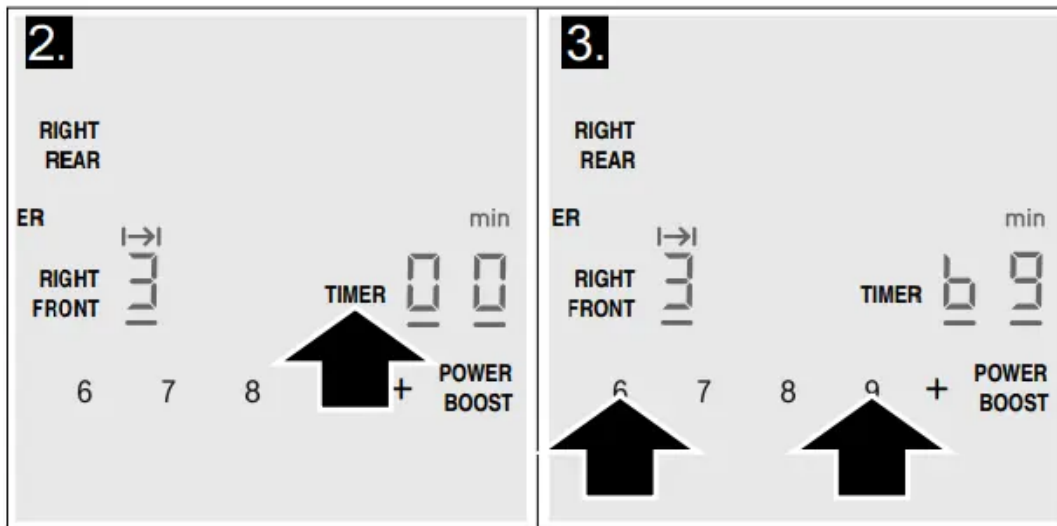 2.
RIGHT
REAR
ER
min
|→|
RIGHT
FRONT
3
TIMER
00
6 7 8 +
POWER
BOOST
3.
RIGHT
REAR
ER
min
|→|
RIGHT
FRONT
3
TIMER
69
6 7 8 9 +
POWER
BOOST